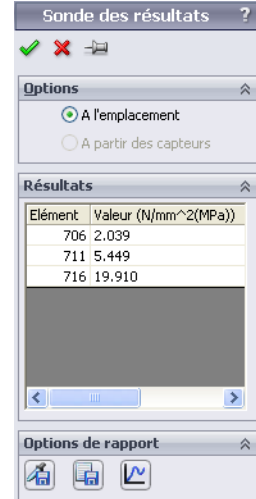 Sonde des résultats ?
Options
A l'emplacement
A partir des capteurs
Résultats
Elément Valeur (N/mm^2(MPa))
706 2.039
711 5.449
716 19.910
Options de rapport